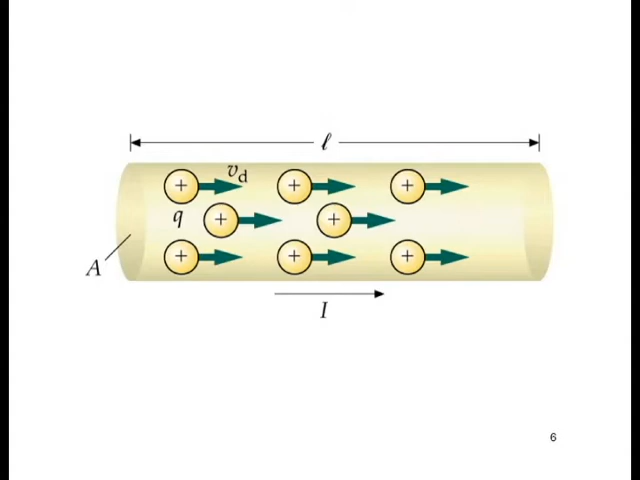 ℓ
+ v_d + +
q + +
+ + +
A
I
6